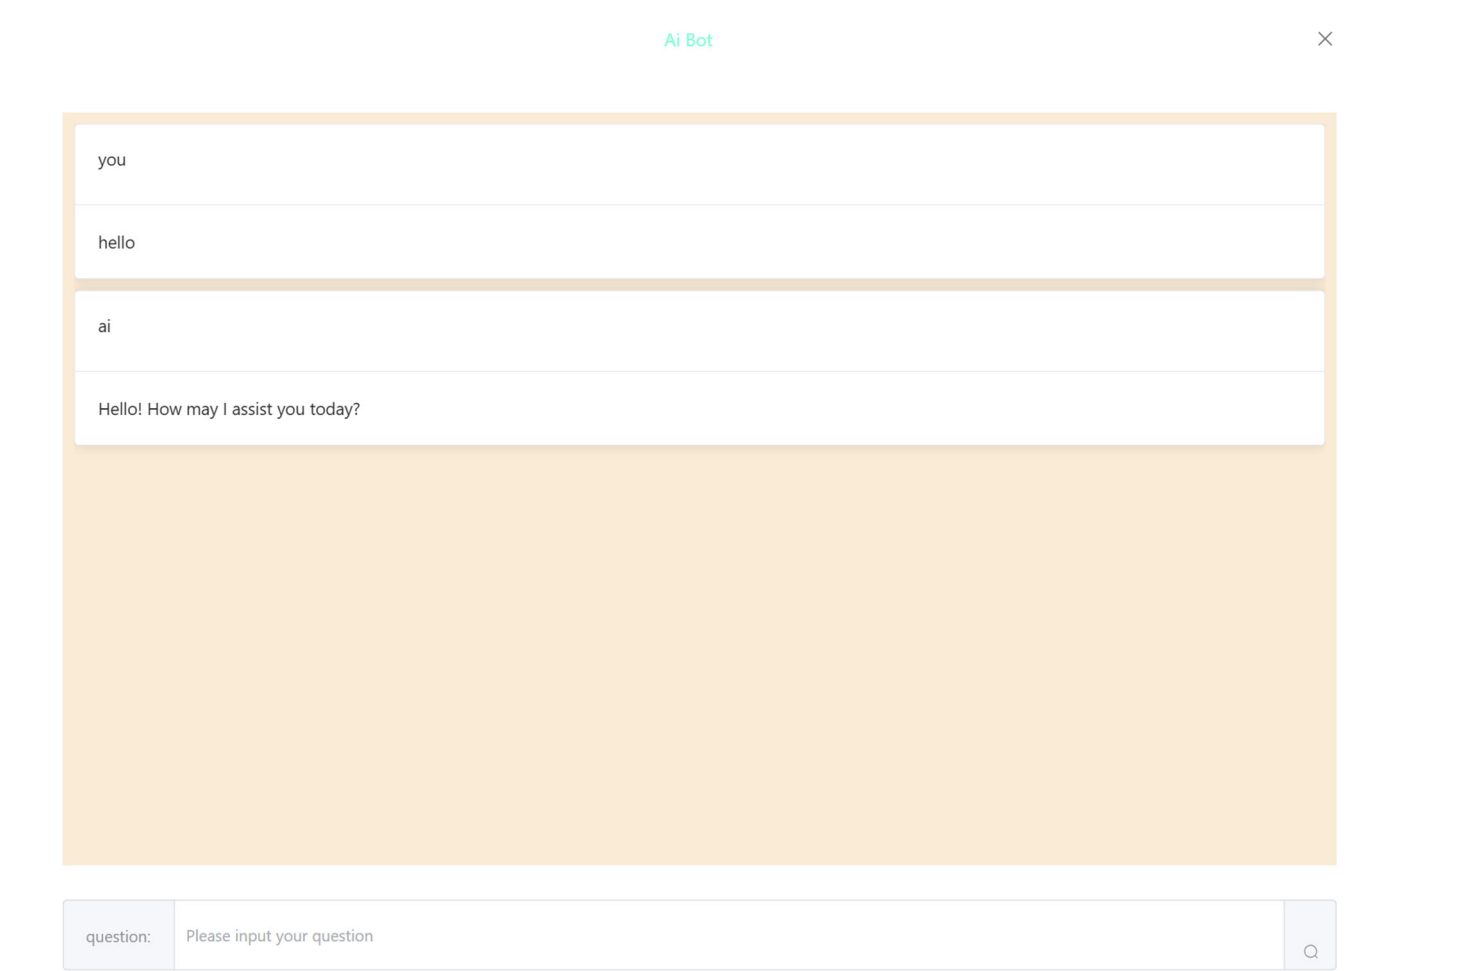 Ai Bot
you
hello
ai
Hello! How may I assist you today?
question:
Please input your question